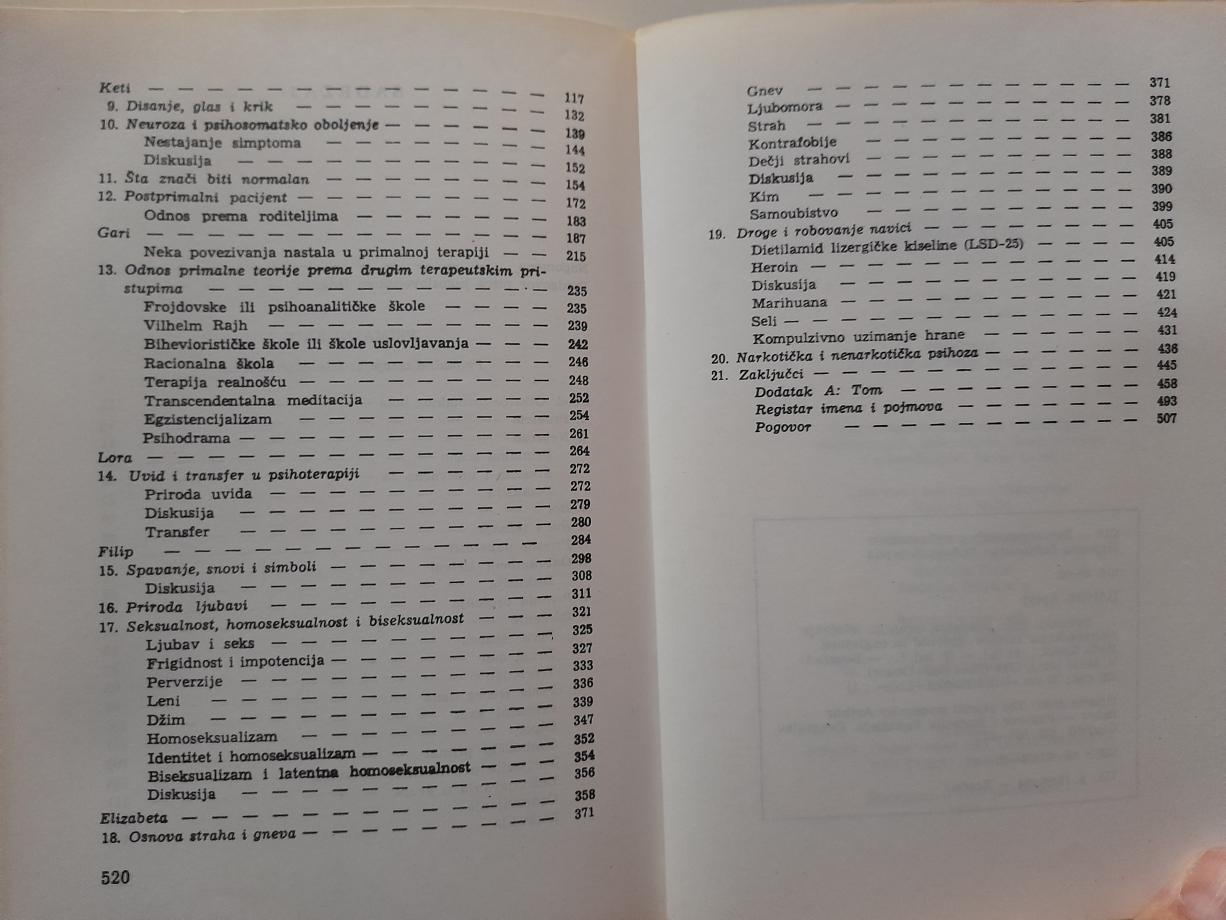 Keti — — — — — — — — — — — — — 117
9. Disanje, glas i krik — — — — — — — — — 132
10. Neuroza i psihosomatsko oboljenje — — — — — — 139
Nestajanje simptoma — — — — — — — 144
Diskusija — — — — — — — — — — 152
11. Šta znači biti normalan — — — — — — — — 154
12. Postprimalni pacijent — — — — — — — — — 172
Odnos prema roditeljima — — — — — — 183
Gari — — — — — — — — — — — — — 187
Neka povezivanja nastala u primalnoj terapiji — — 215
13. Odnos primalne teorije prema drugim terapeutskim pri-
stupima — — — — — — — — — — — 235
Frojdovske ili psihoanalitičke škole — — — — 235
Vilhelm Rajh — — — — — — — — — 239
Biheviorističke škole ili škole uslovljavanja — — — 242
Racionalna škola — — — — — — — — 246
Terapija realnošću — — — — — — — — 248
Transcendentalna meditacija — — — — — 252
Egzistencijalizam — — — — — — — — 254
Psihodrama — — — — — — — — — — 261
Lora — — — — — — — — — — — — — 264
14. Uvid i transfer u psihoterapiji — — — — — — 272
Priroda uvida — — — — — — — — — 272
Diskusija — — — — — — — — — — 279
Transfer — — — — — — — — — — 280
Filip — — — — — — — — — — — — 284
15. Spavanje, snovi i simboli — — — — — — — 298
Diskusija — — — — — — — — — — 308
16. Priroda ljubavi — — — — — — — — — 311
17. Seksualnost, homoseksualnost i biseksualnost — — — 321
Ljubav i seks — — — — — — — — — 325
Frigidnost i impotencija — — — — — — — 327
Perverzije — — — — — — — — — — 333
Leni — — — — — — — — — — — 336
Džim — — — — — — — — — — — 339
Homoseksualizam — — — — — — — — 347
Identitet i homoseksualizam — — — — — — 352
Biseksualizam i latentna homoseksualnost — — — 354
Diskusija — — — — — — — — — — 356
Elizabeta — — — — — — — — — — — — 358
18. Osnova straha i gneva — — — — — — — — 371
520
Gnev — — — — — — — — — — — 371
Ljubomora — — — — — — — — — — 378
Strah — — — — — — — — — — — 381
Kontrafobije — — — — — — — — — 386
Dečji strahovi — — — — — — — — — 388
Diskusija — — — — — — — — — — 389
Kim — — — — — — — — — — — 390
Samoubistvo — — — — — — — — — 399
19. Droge i robovanje navici — — — — — — — 405
Dietilamid lizergičke kiseline (LSD-25) — — — — 405
Heroin — — — — — — — — — — — 414
Diskusija — — — — — — — — — — 419
Marihuana — — — — — — — — — — 421
Seli — — — — — — — — — — — — 424
Kompulzivno uzimanje hrane — — — — — 431
20. Narkotička i nenarkotička psihoza — — — — — 436
21. Zaključci — — — — — — — — — — — 445
Dodatak A: Tom — — — — — — — — 458
Registar imena i pojmova — — — — — — 493
Pogovor — — — — — — — — — — 507